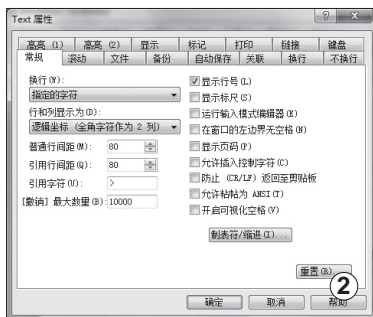 Text 属性
高亮 (1) 高亮 (2) 显示 标记 打印 链接 键盘
常规 滚动 文件 备份 自动保存 关联 换行 不换行
换行(Y):
指定的字符
行和列显示为(D):
逻辑坐标 (全角字符作为 2 列)
普通行间距(M): 80
引用行间距(Q): 80
引用字符(U): >
[撤销] 最大数量(B): 10000
显示行号(L)
显示标尺(S)
运行输入模式编辑器(E)
在窗口的左边界无空格(N)
显示页码(P)
允许插入控制字符(C)
防止 (CR/LF) 返回至剪贴板
允许粘帖为 ANSI(T)
开启可视化空格(V)
制表符/缩进(I)...
重置(R)
②
确定 取消 帮助